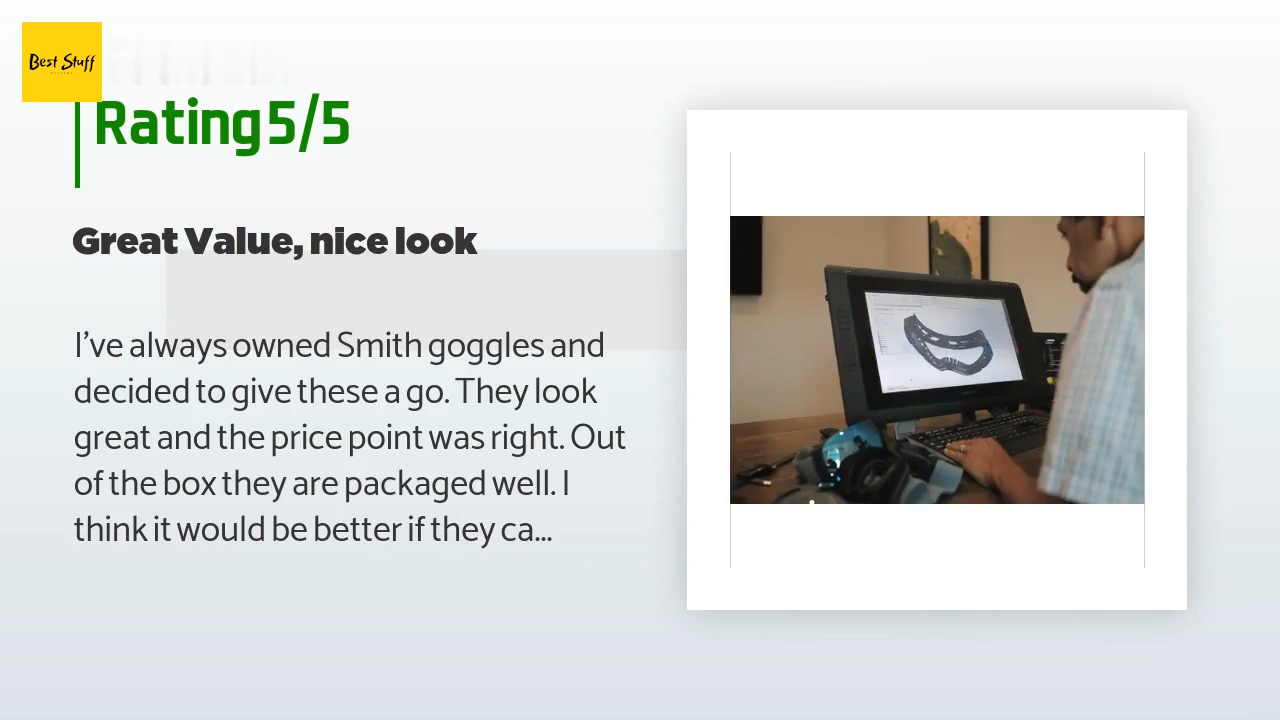 Best Stuff
Rating 5/5
Great Value, nice look
I've always owned Smith goggles and
decided to give these a go. They look
great and the price point was right. Out
of the box they are packaged well. I
think it would be better if they ca...